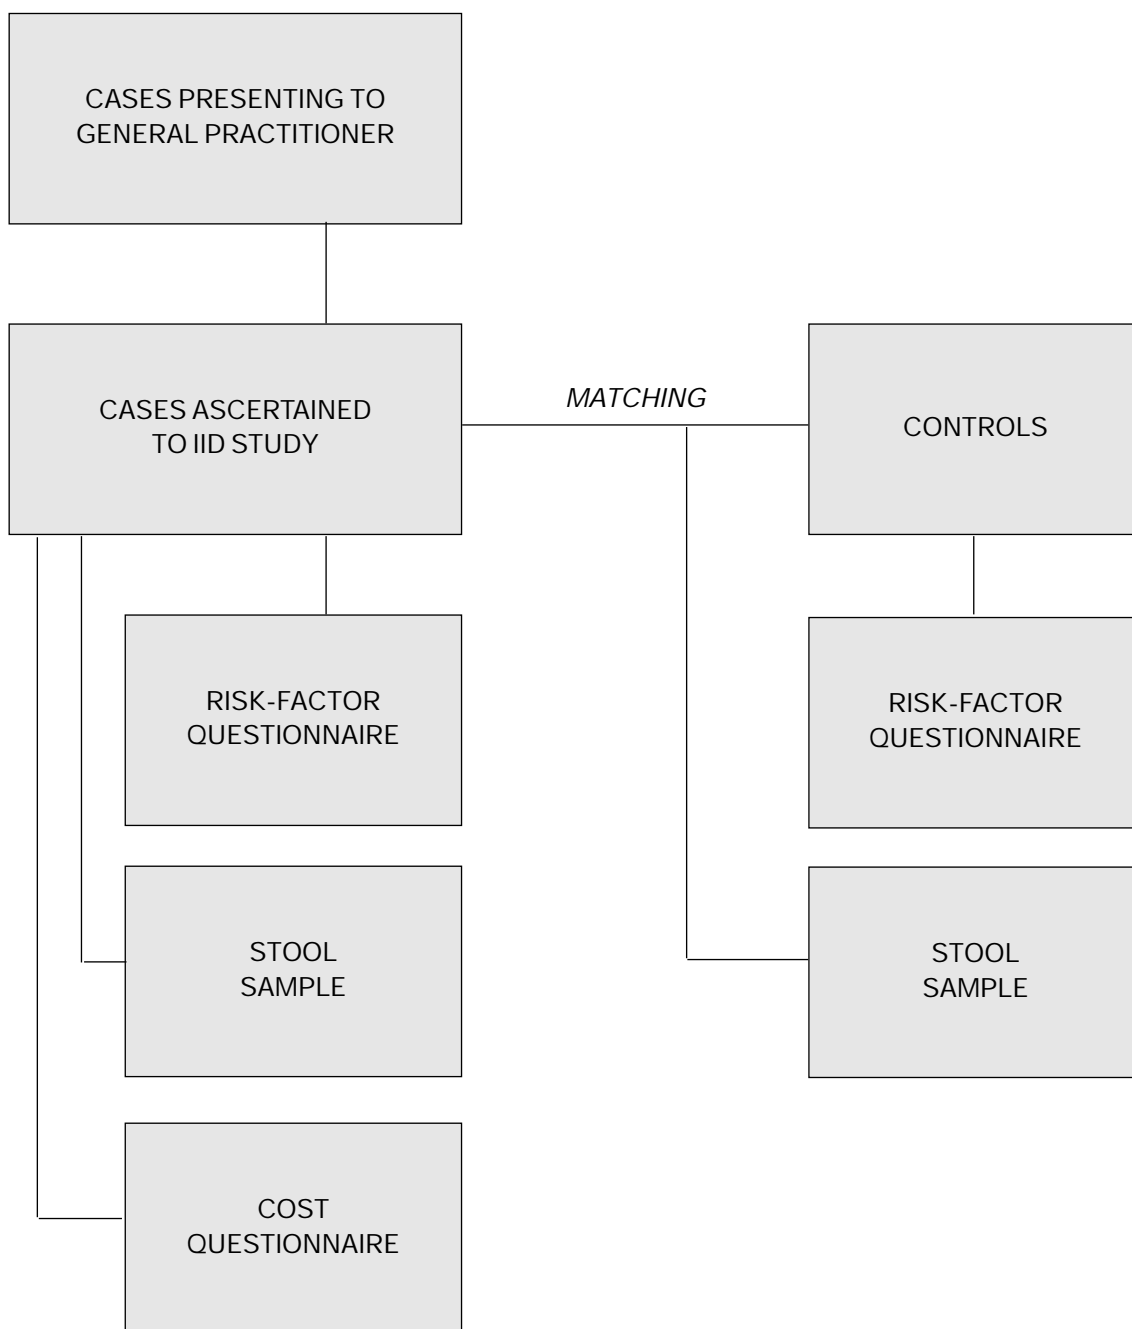 CASES PRESENTING TO
GENERAL PRACTITIONER
CASES ASCERTAINED
TO IID STUDY
MATCHING
CONTROLS
RISK-FACTOR
QUESTIONNAIRE
RISK-FACTOR
QUESTIONNAIRE
STOOL
SAMPLE
STOOL
SAMPLE
COST
QUESTIONNAIRE